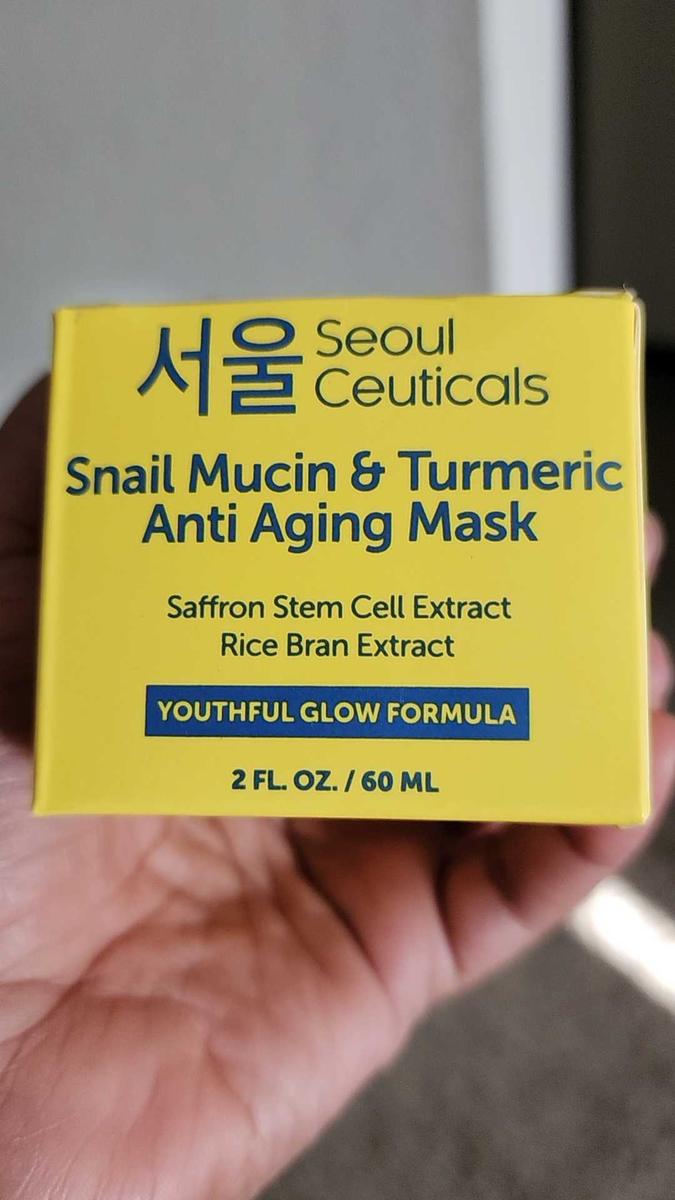 서울 Seoul
Ceuticals
Snail Mucin & Turmeric
Anti Aging Mask
Saffron Stem Cell Extract
Rice Bran Extract
YOUTHFUL GLOW FORMULA
2 FL. OZ. / 60 ML